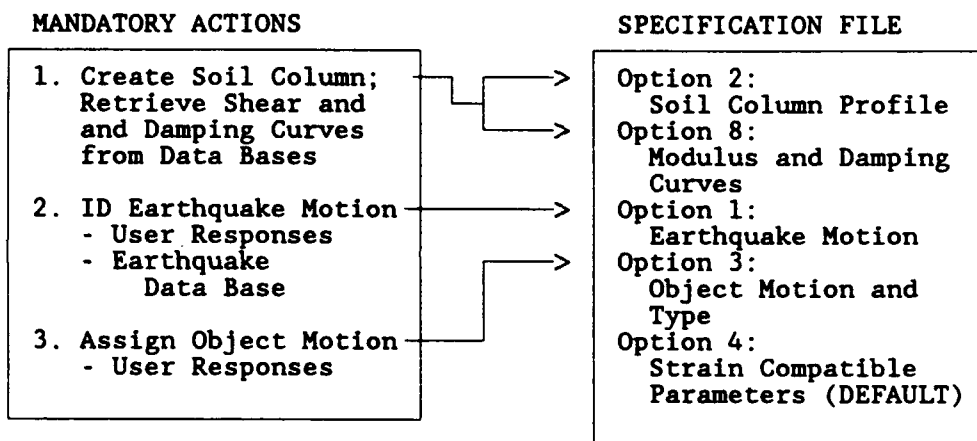 MANDATORY ACTIONS
1. Create Soil Column;
Retrieve Shear and
and Damping Curves
from Data Bases
2. ID Earthquake Motion
- User Responses
- Earthquake
Data Base
3. Assign Object Motion
- User Responses
SPECIFICATION FILE
Option 2:
Soil Column Profile
Option 8:
Modulus and Damping
Curves
Option 1:
Earthquake Motion
Option 3:
Object Motion and
Type
Option 4:
Strain Compatible
Parameters (DEFAULT)